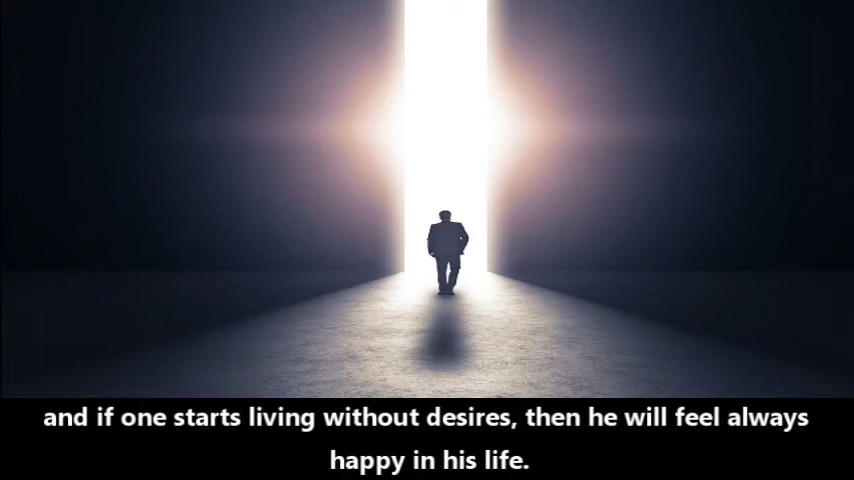 and if one starts living without desires, then he will feel always
happy in his life.